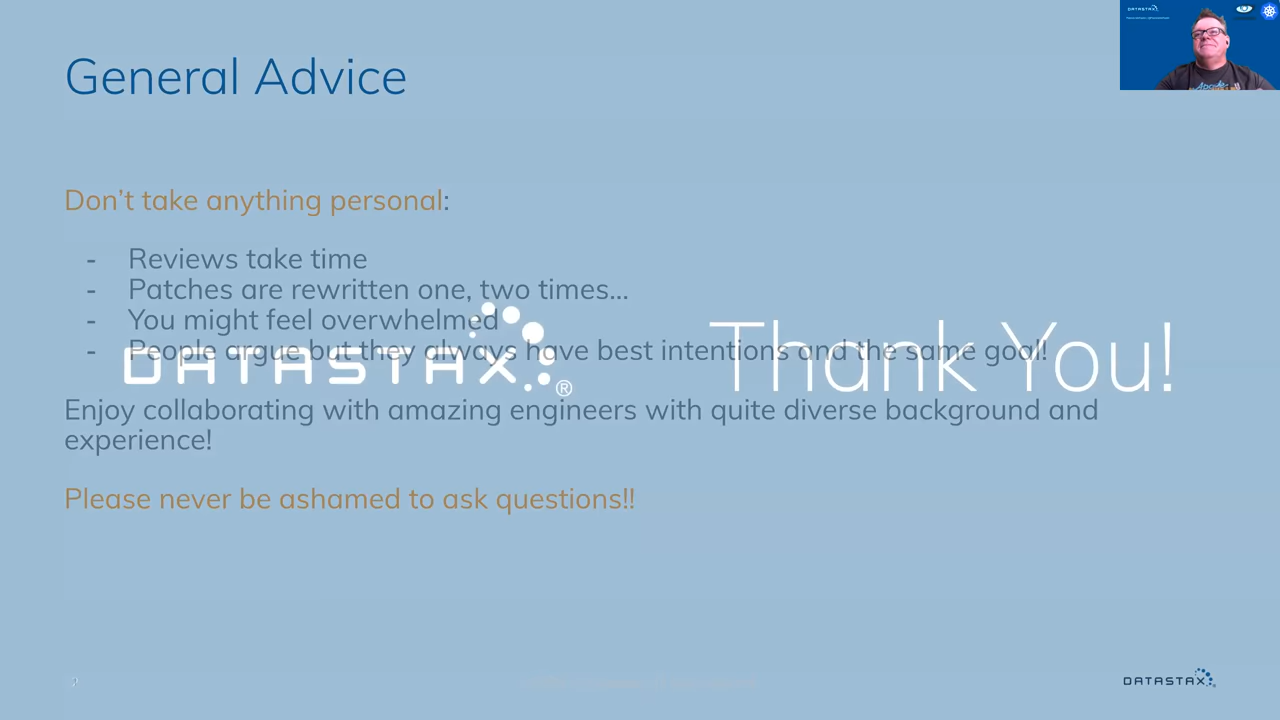 DATASTAX
General Advice
Don't take anything personal:
- Reviews take time
- Patches are rewritten one, two times...
- You might feel overwhelmed
- People argue but they always have best intentions and the same goal!
DATASTAX®
Thank You!
Enjoy collaborating with amazing engineers with quite diverse background and
experience!
Please never be ashamed to ask questions!!
DATASTAX